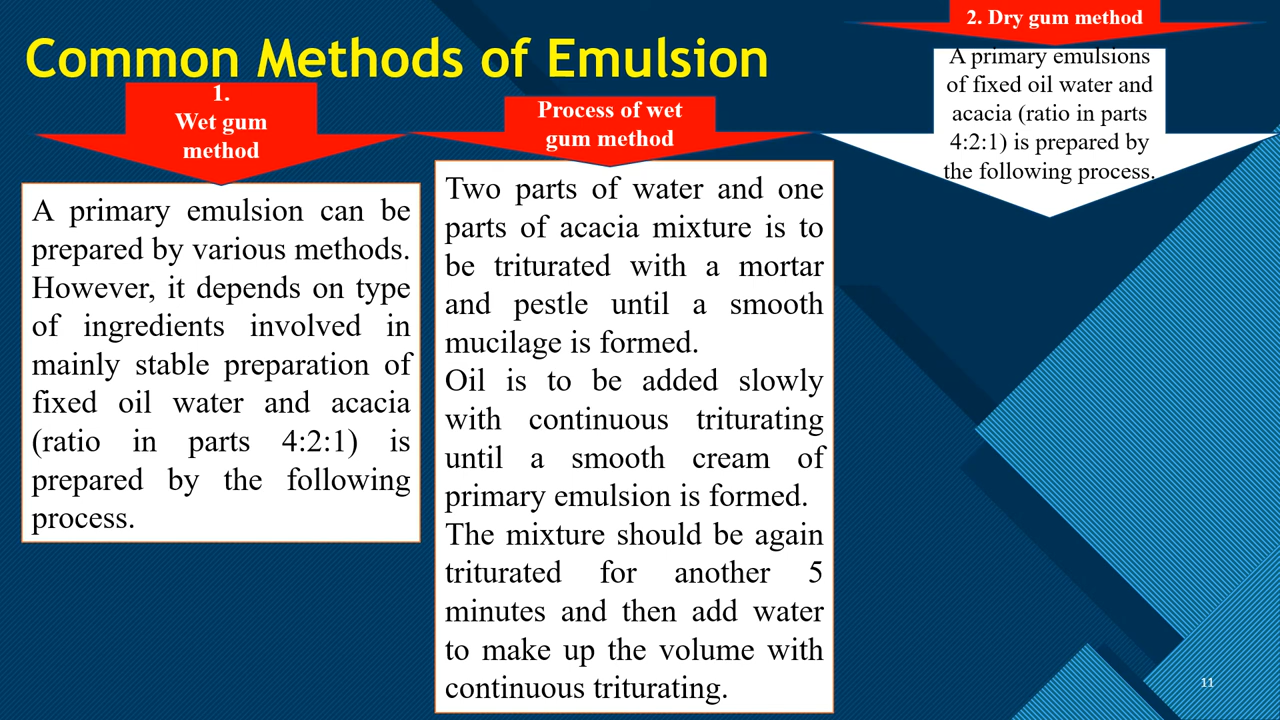 Common Methods of Emulsion
1.
Wet gum
method
A primary emulsion can be
prepared by various methods.
However, it depends on type
of ingredients involved in
mainly stable preparation of
fixed oil water and acacia
(ratio in parts 4:2:1) is
prepared by the following
process.
Process of wet
gum method
Two parts of water and one
parts of acacia mixture is to
be triturated with a mortar
and pestle until a smooth
mucilage is formed.
Oil is to be added slowly
with continuous triturating
until a smooth cream of
primary emulsion is formed.
The mixture should be again
triturated for another 5
minutes and then add water
to make up the volume with
continuous triturating.
2. Dry gum method
A primary emulsions
of fixed oil water and
acacia (ratio in parts
4:2:1) is prepared by
the following process.
11